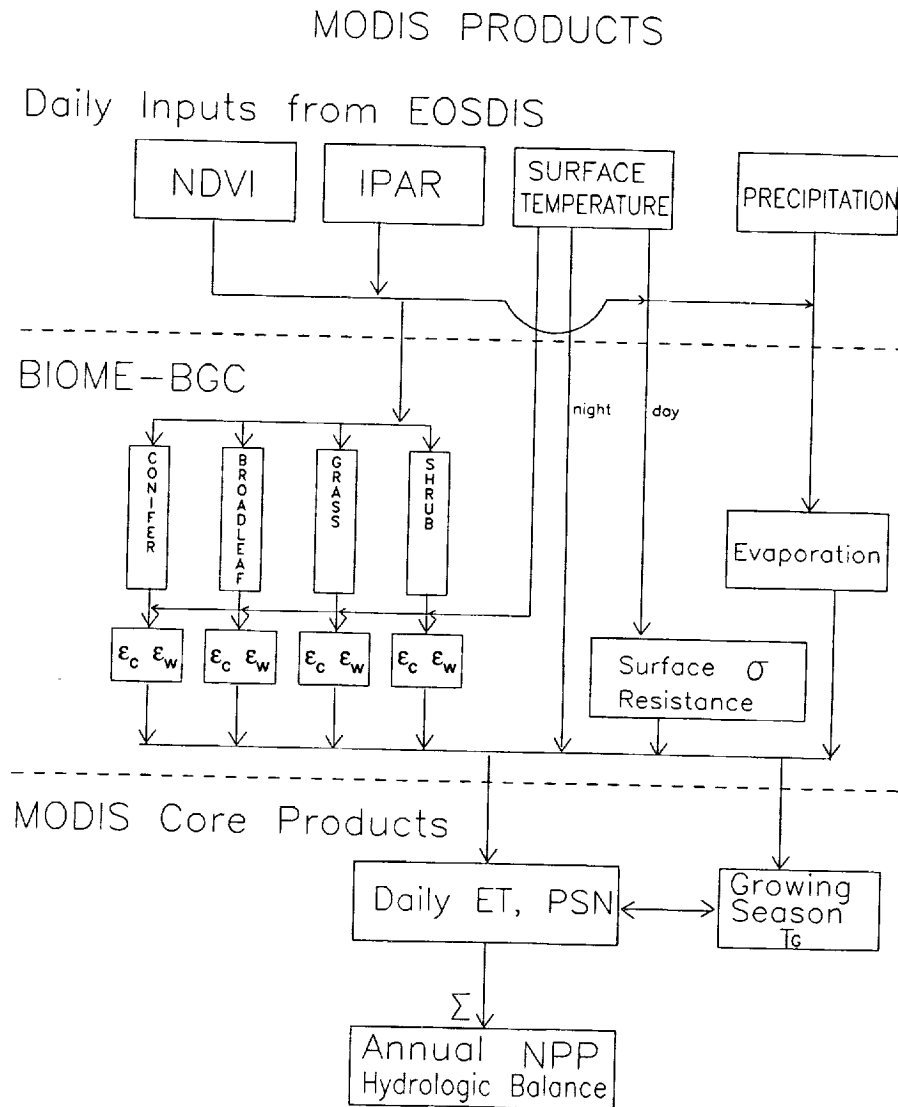 MODIS PRODUCTS
Daily Inputs from EOSDIS
NDVI
IPAR
SURFACE
TEMPERATURE
PRECIPITATION
BIOME-BGC
night
day
CONIFER
BROADLEAF
GRASS
SHRUB
Evaporation
εc εw
εc εw
εc εw
εc εw
Surface σ
Resistance
MODIS Core Products
Daily ET, PSN
Growing
Season
TG
Σ
Annual NPP
Hydrologic Balance